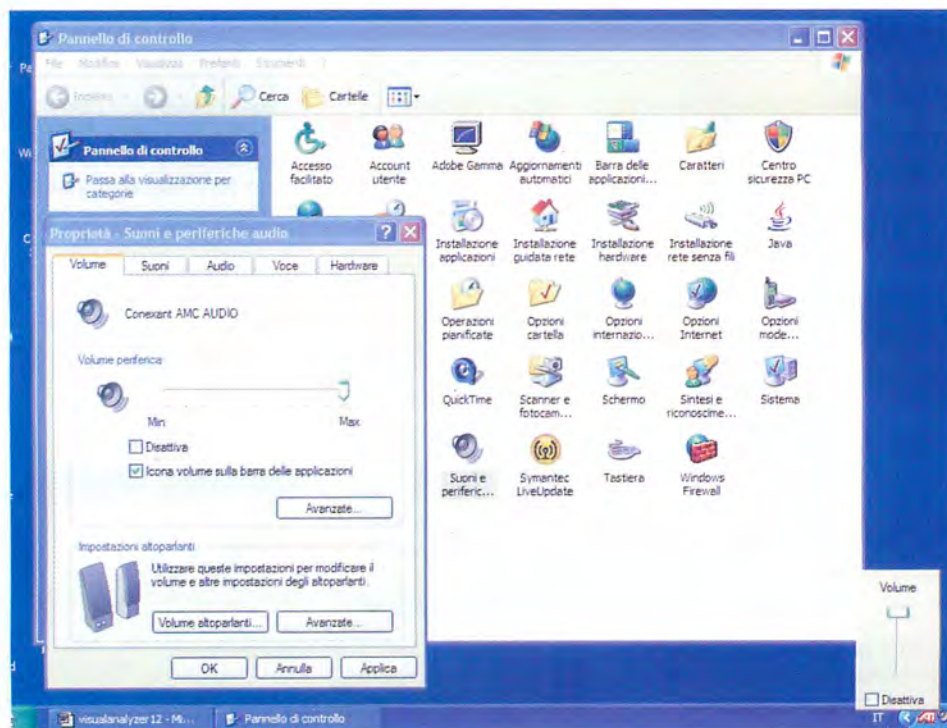 Pannello di controllo
File Modifica Visualizza Preferiti Strumenti ?
Indietro
Cerca
Cartelle
Pannello di controllo
Passa alla visualizzazione per
categorie
Accesso
facilitato
Account
utente
Adobe Gamma
Aggiornamenti
automatici
Barra delle
applicazioni...
Caratteri
Centro
sicurezza PC
Installazione
applicazioni
Installazione
guidata rete
Installazione
hardware
Installazione
rete senza fili
Java
Operazioni
pianificate
Opzioni
cartella
Opzioni
internazio...
Opzioni
Internet
Opzioni
mode...
QuickTime
Scanner e
fotocam...
Schermo
Sintesi e
riconoscime...
Sistema
Suoni e
periferic...
Symantec
LiveUpdate
Tastiera
Windows
Firewall
Proprietà - Suoni e periferiche audio
Volume Suoni Audio Voce Hardware
Conexant AMC AUDIO
Volume periferica
Min Max
Disattiva
Icona volume sulla barra delle applicazioni
Avanzate...
Impostazioni altoparlanti
Utilizzare queste impostazioni per modificare il
volume e altre impostazioni degli altoparlanti.
Volume altoparlanti... Avanzate...
OK Annulla Applica
Volume
Disattiva
visualanalyzer12 - Mi...
Pannello di controllo
IT
ATI